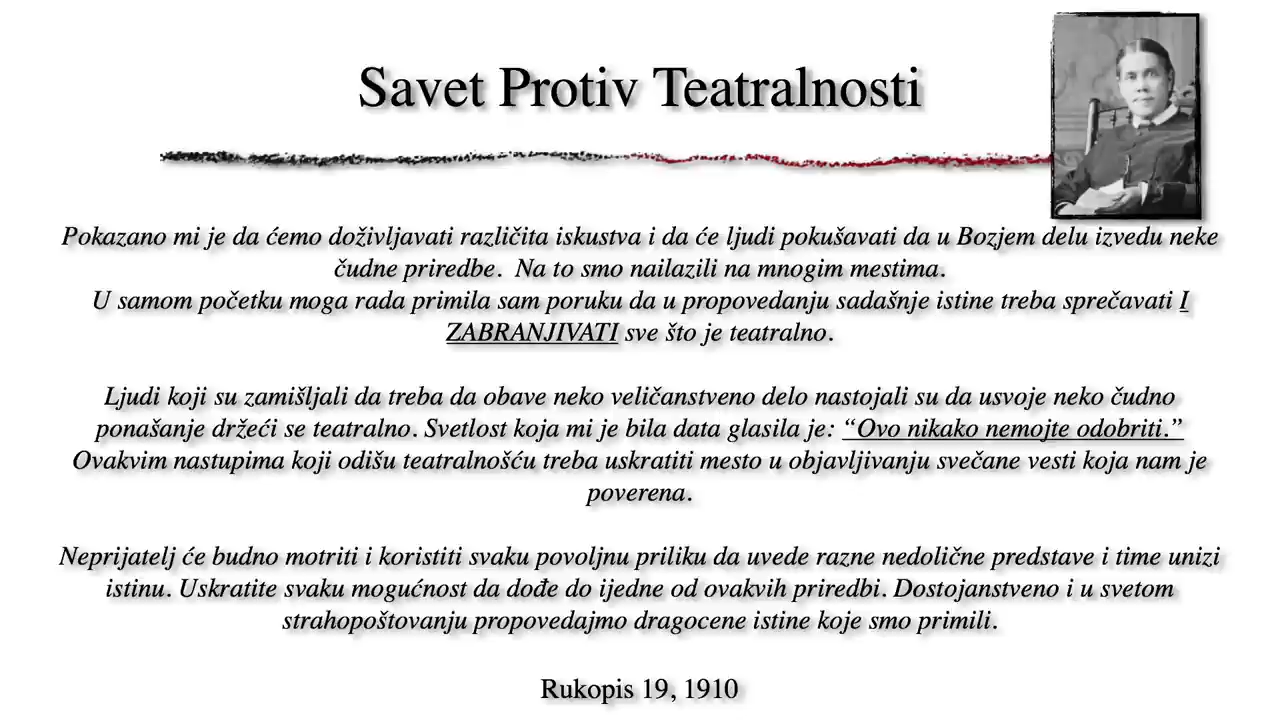 Savet Protiv Teatralnosti
Pokazano mi je da ćemo doživljavati različita iskustva i da će ljudi pokušavati da u Bozjem delu izvedu neke
čudne priredbe.  Na to smo nailazili na mnogim mestima.
U samom početku moga rada primila sam poruku da u propovedanju sadašnje istine treba sprečavati I
ZABRANJIVATI sve što je teatralno.
Ljudi koji su zamišljali da treba da obave neko veličanstveno delo nastojali su da usvoje neko čudno
ponašanje držeći se teatralno. Svetlost koja mi je bila data glasila je: “Ovo nikako nemojte odobriti.”
Ovakvim nastupima koji odišu teatralnošću treba uskratiti mesto u objavljivanju svečane vesti koja nam je
poverena.
Neprijatelj će budno motriti i koristiti svaku povoljnu priliku da uvede razne nedolične predstave i time unizi
istinu. Uskratite svaku mogućnost da dođe do ijedne od ovakvih priredbi. Dostojanstveno i u svetom
strahopoštovanju propovedajmo dragocene istine koje smo primili.
Rukopis 19, 1910